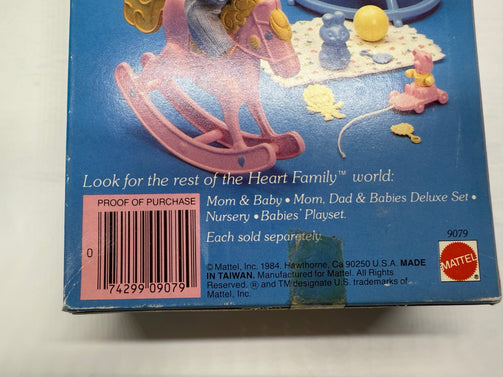 Look for the rest of the Heart Family™ world:
PROOF OF PURCHASE
0
74299 09079
Mom & Baby • Mom, Dad & Babies Deluxe Set •
Nursery • Babies' Playset.
Each sold separately.
9079
MATTEL
© Mattel, Inc. 1984. Hawthorne, Ca 90250 U.S.A. MADE
IN TAIWAN. Manufactured for Mattel. All Rights
Reserved. ® and TM designate U.S. trademarks of
Mattel, Inc.